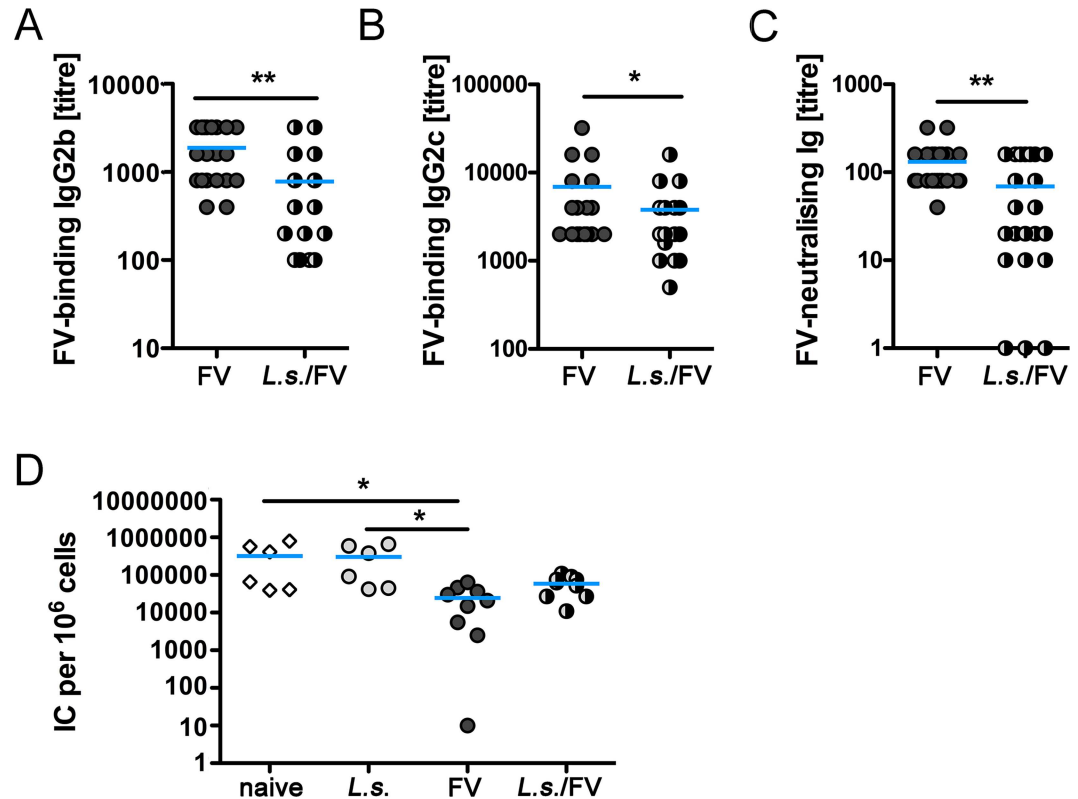 A
FV-binding IgG2b [titre]
10000
1000
100
10
**
FV
L.s./FV
B
FV-binding IgG2c [titre]
100000
10000
1000
100
*
FV
L.s./FV
C
FV-neutralising Ig [titre]
1000
100
10
1
**
FV
L.s./FV
D
IC per 10⁶ cells
10000000
1000000
100000
10000
1000
100
10
1
*
*
naive
L.s.
FV
L.s./FV